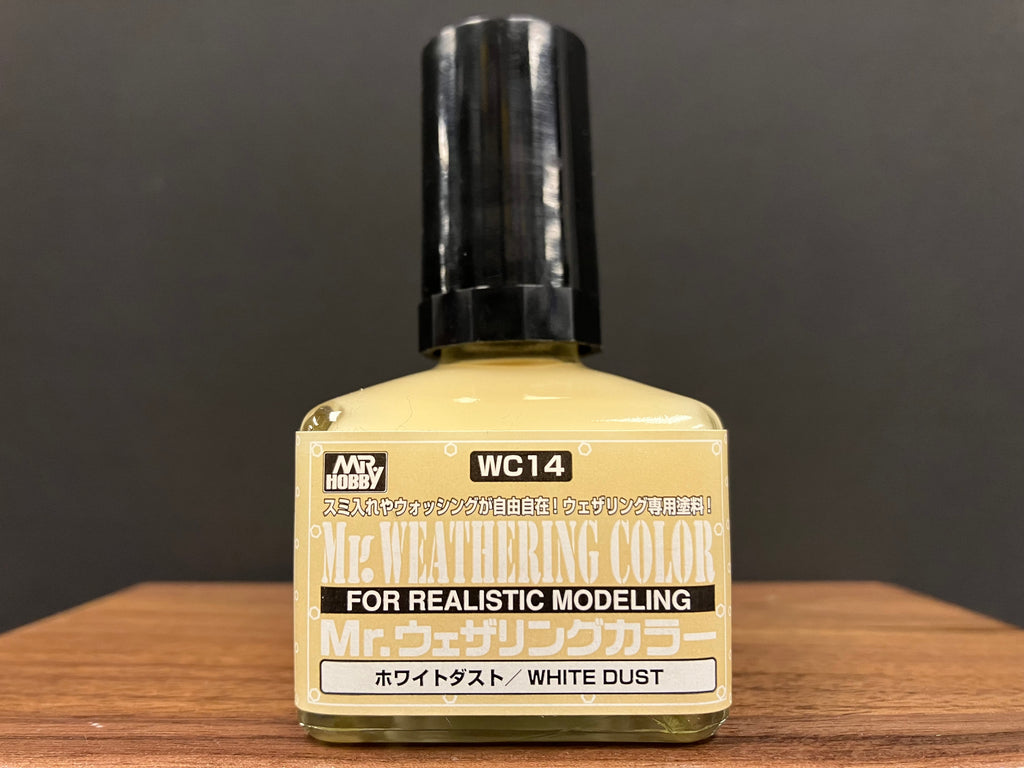 MR HOBBY
WC14
スミ入れやウォッシングが自由自在！ウェザリング専用塗料！
Mr. WEATHERING COLOR
FOR REALISTIC MODELING
Mr.ウェザリングカラー
ホワイトダスト／WHITE DUST